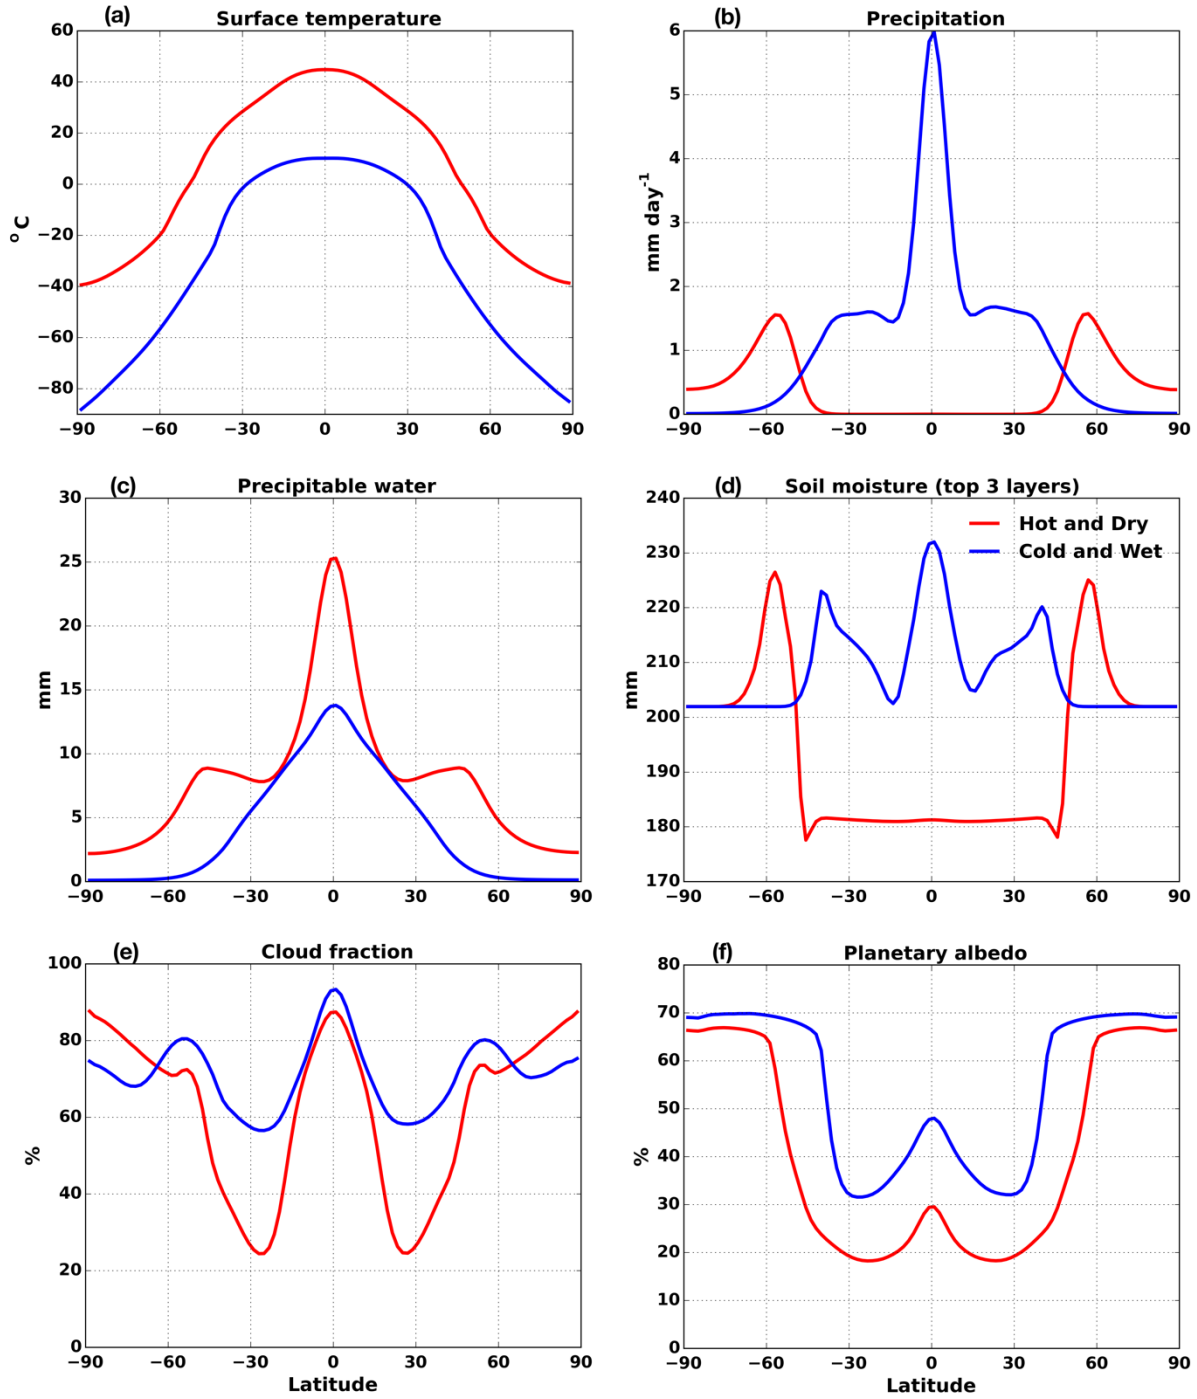 (a) Surface temperature
60
40
20
0
−20
−40
−60
−80
°C
−90 −60 −30 0 30 60 90
(b) Precipitation
6
5
4
3
2
1
0
mm day-1
−90 −60 −30 0 30 60 90
(c) Precipitable water
30
25
20
15
10
5
0
mm
−90 −60 −30 0 30 60 90
(d) Soil moisture (top 3 layers)
240
230
220
210
200
190
180
170
mm
Hot and Dry
Cold and Wet
−90 −60 −30 0 30 60 90
(e) Cloud fraction
100
80
60
40
20
0
%
−90 −60 −30 0 30 60 90
Latitude
(f) Planetary albedo
80
70
60
50
40
30
20
10
0
%
−90 −60 −30 0 30 60 90
Latitude